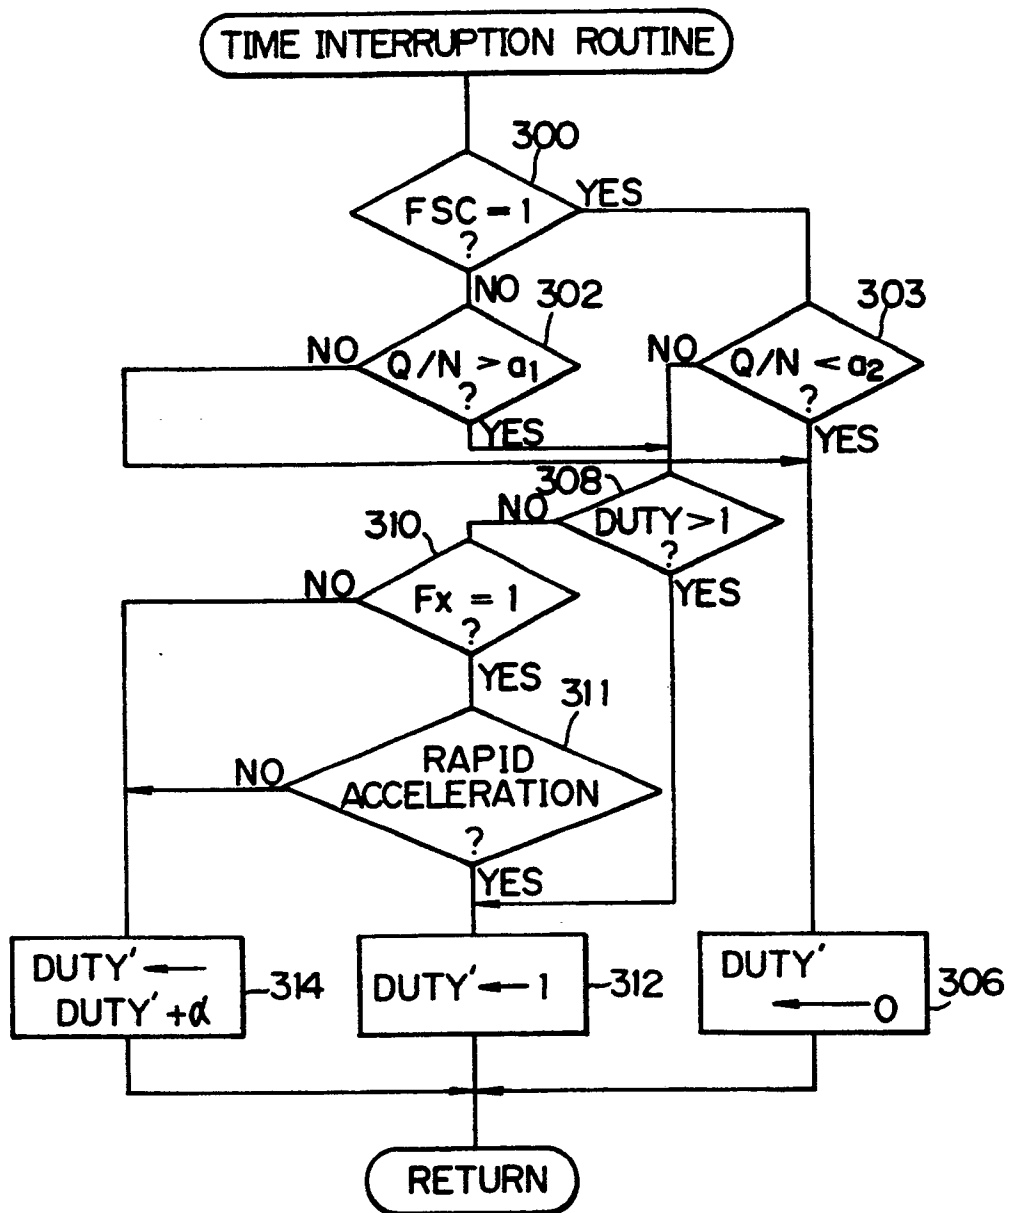 TIME INTERRUPTION ROUTINE
300
FSC = 1
?
YES
NO
302
303
NO
Q/N > a1
?
YES
NO
Q/N < a2
?
YES
308
NO
DUTY > 1
?
YES
310
NO
Fx = 1
?
YES
311
NO
RAPID
ACCELERATION
?
YES
DUTY' ←
DUTY' + α
314
DUTY' ← 1
312
DUTY'
← 0
306
RETURN